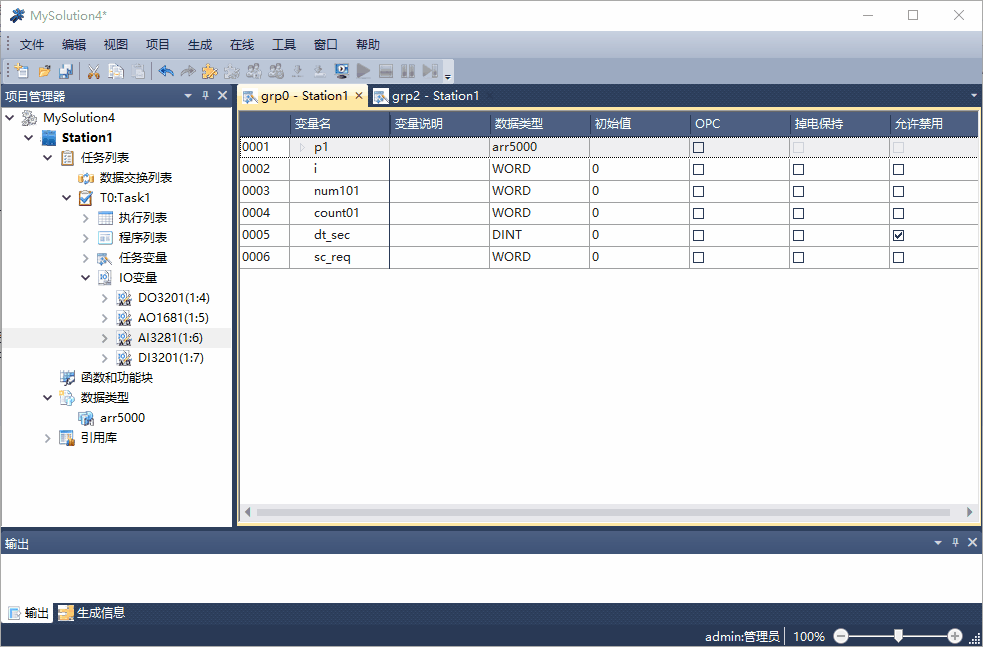 MySolution4*
文件 编辑 视图 项目 生成 在线 工具 窗口 帮助
项目管理器
MySolution4
Station1
任务列表
数据交换列表
T0:Task1
执行列表
程序列表
任务变量
IO变量
DO3201(1:4)
AO1681(1:5)
AI3281(1:6)
DI3201(1:7)
函数和功能块
数据类型
arr5000
引用库
grp0 - Station1 grp2 - Station1
变量名 变量说明 数据类型 初始值 OPC 掉电保持 允许禁用
0001 p1 arr5000
0002 i WORD 0
0003 num101 WORD 0
0004 count01 WORD 0
0005 dt_sec DINT 0
0006 sc_req WORD 0
输出
输出 生成信息
admin:管理员 100%